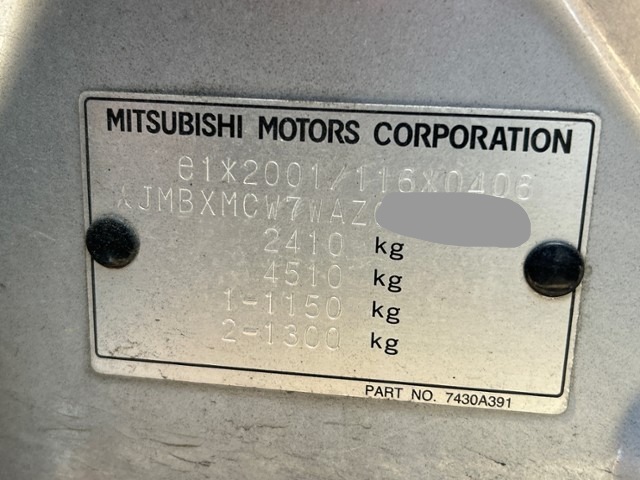 MITSUBISHI MOTORS CORPORATION
e1*2001/116*0406
*JMBXMCW7WAZ
2410 kg
4510 kg
1-1150 kg
2-1300 kg
PART NO. 7430A391